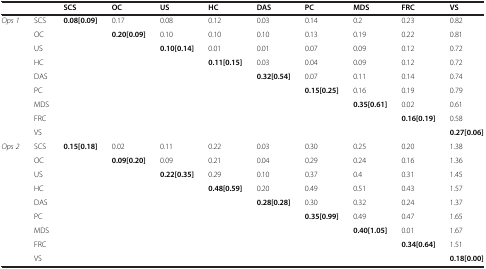 SCS OC US HC DAS PC MDS FRC VS
Ops 1 SCS 0.08[0.09] 0.17 0.08 0.12 0.03 0.14 0.2 0.23 0.82
OC 0.20[0.09] 0.10 0.10 0.10 0.13 0.19 0.22 0.81
US 0.10[0.14] 0.01 0.01 0.07 0.09 0.12 0.72
HC 0.11[0.15] 0.03 0.04 0.09 0.12 0.72
DAS 0.32[0.54] 0.07 0.11 0.14 0.74
PC 0.15[0.25] 0.16 0.19 0.79
MDS 0.35[0.61] 0.02 0.61
FRC 0.16[0.19] 0.58
VS 0.27[0.06]
Ops 2 SCS 0.15[0.18] 0.02 0.11 0.22 0.03 0.30 0.25 0.20 1.38
OC 0.09[0.20] 0.09 0.21 0.04 0.29 0.24 0.16 1.36
US 0.22[0.35] 0.29 0.10 0.37 0.4 0.31 1.45
HC 0.48[0.59] 0.20 0.49 0.51 0.43 1.57
DAS 0.28[0.28] 0.30 0.32 0.24 1.37
PC 0.35[0.99] 0.49 0.47 1.65
MDS 0.40[1.05] 0.01 1.67
FRC 0.34[0.64] 1.51
VS 0.18[0.00]